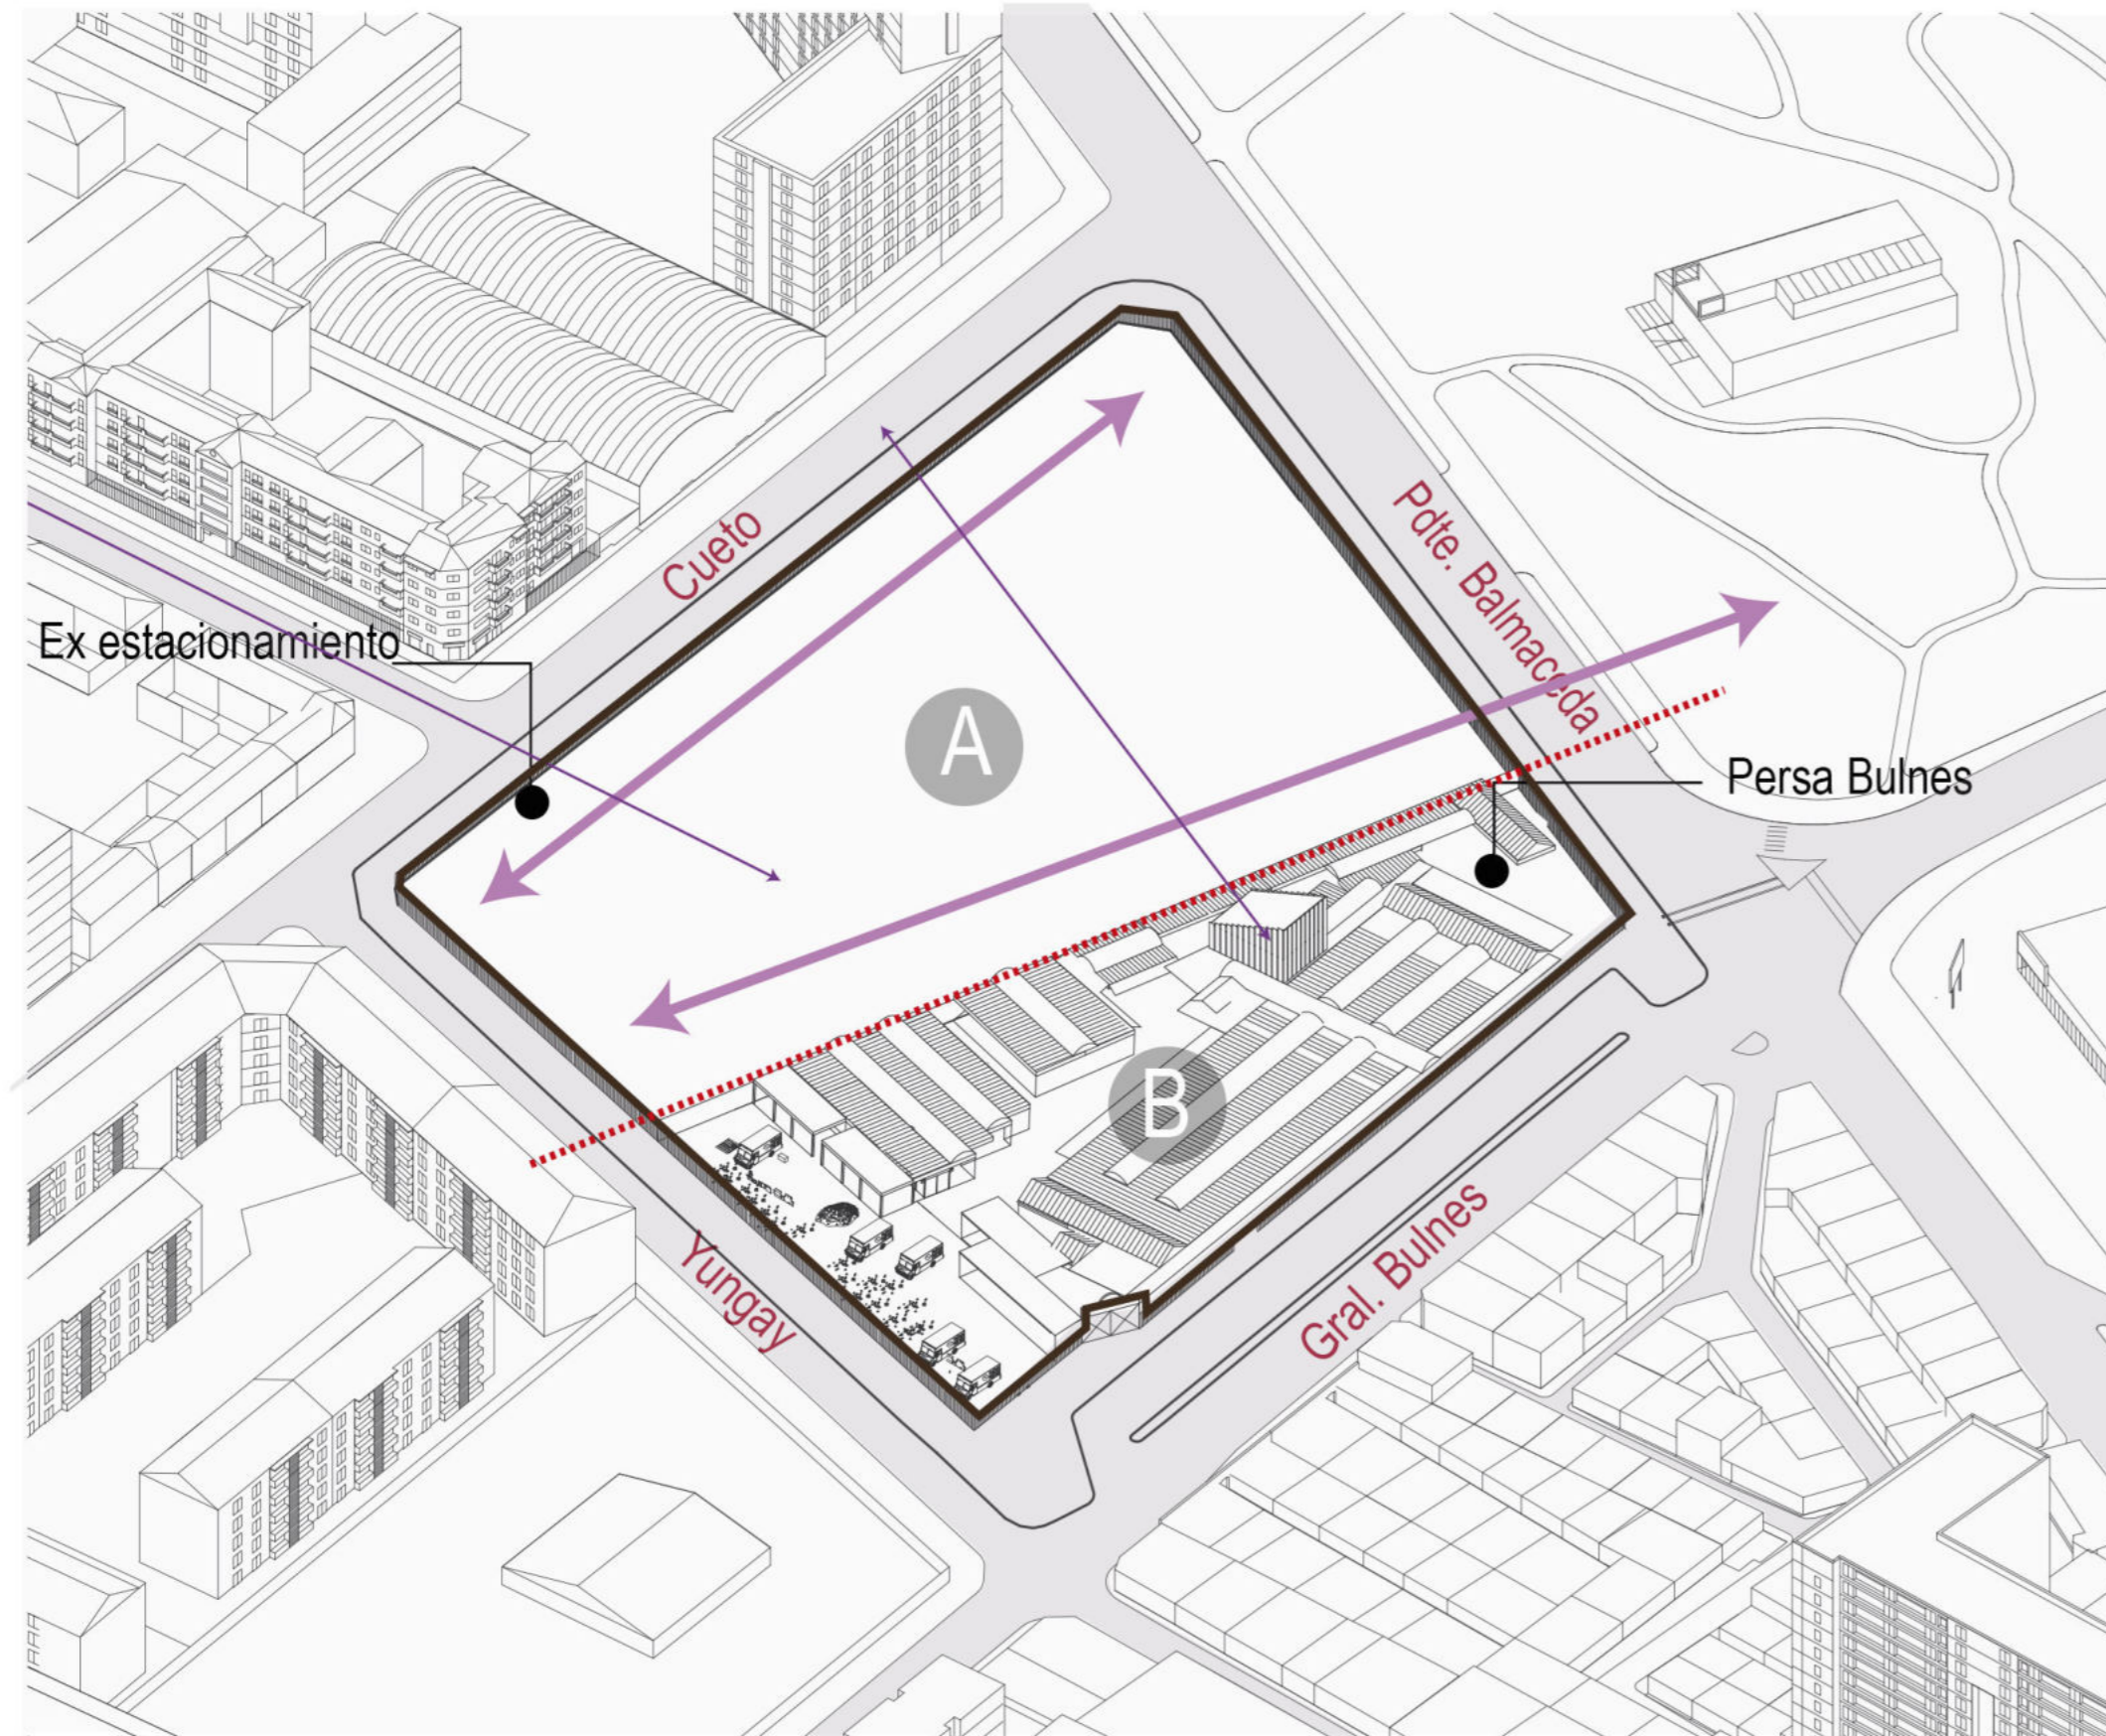 Cueto
Pdte. Balmaceda
Ex estacionamiento
A
Persa Bulnes
B
Yungay
Gral. Bulnes